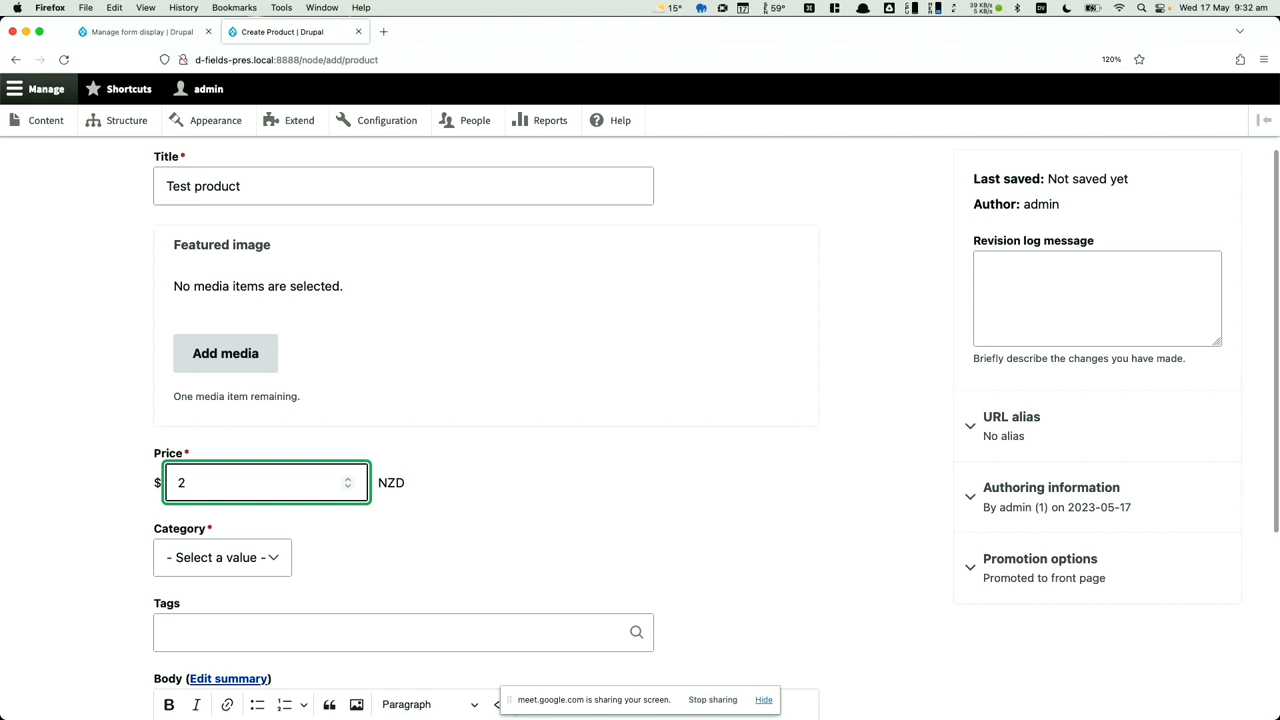 Firefox File Edit View History Bookmarks Tools Window Help 15° 17 59° 39 KB/s 5 KB/s DV Wed 17 May 9:32 am
Manage form display | Drupal Create Product | Drupal
d-fields-pres.local:8888/node/add/product 120%
Manage Shortcuts admin
Content Structure Appearance Extend Configuration People Reports Help
Title*
Test product
Featured image
No media items are selected.
Add media
One media item remaining.
Price*
$ 2 NZD
Category*
- Select a value -
Tags
Body (Edit summary)
B I Paragraph
Last saved: Not saved yet
Author: admin
Revision log message
Briefly describe the changes you have made.
URL alias
No alias
Authoring information
By admin (1) on 2023-05-17
Promotion options
Promoted to front page
meet.google.com is sharing your screen. Stop sharing Hide